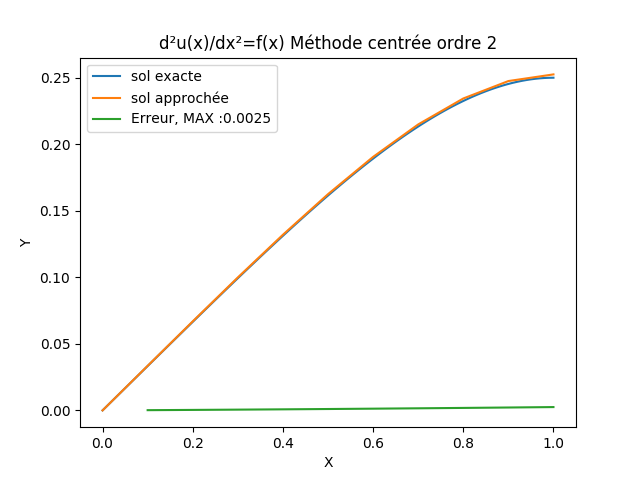 d²u(x)/dx²=f(x) Méthode centrée ordre 2
sol exacte
sol approchée
Erreur, MAX :0.0025
0.25
0.20
0.15
0.10
0.05
0.00
Y
0.0 0.2 0.4 0.6 0.8 1.0
X